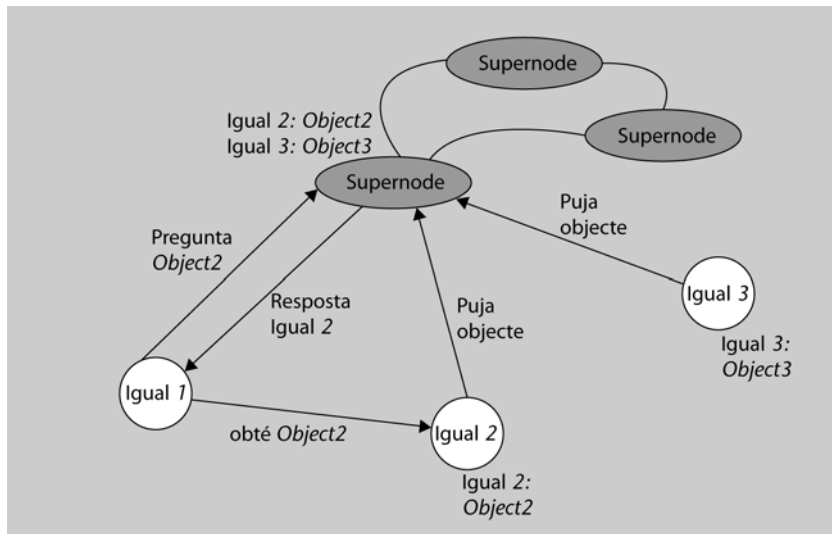 Supernode
Igual 2: Object2
Igual 3: Object3
Supernode
Supernode
Puja
objecte
Pregunta
Object2
Resposta
Igual 2
Puja
objecte
Igual 3
Igual 3:
Object3
Igual 1
obté Object2
Igual 2
Igual 2:
Object2